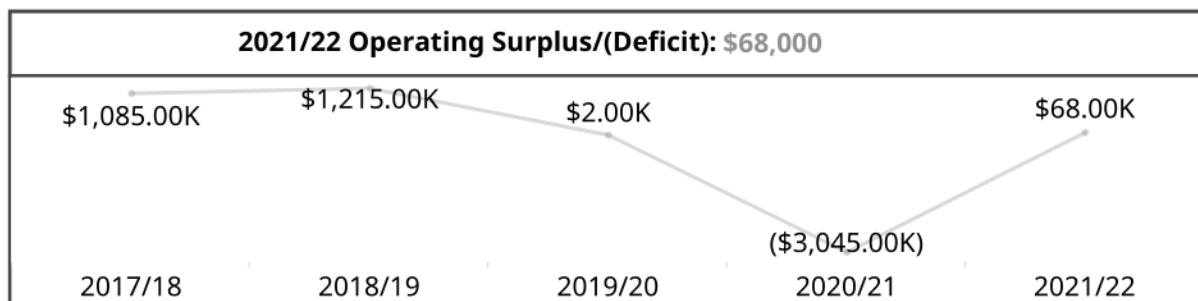 2021/22 Operating Surplus/(Deficit): $68,000
$1,085.00K $1,215.00K $2.00K ($3,045.00K) $68.00K
2017/18 2018/19 2019/20 2020/21 2021/22